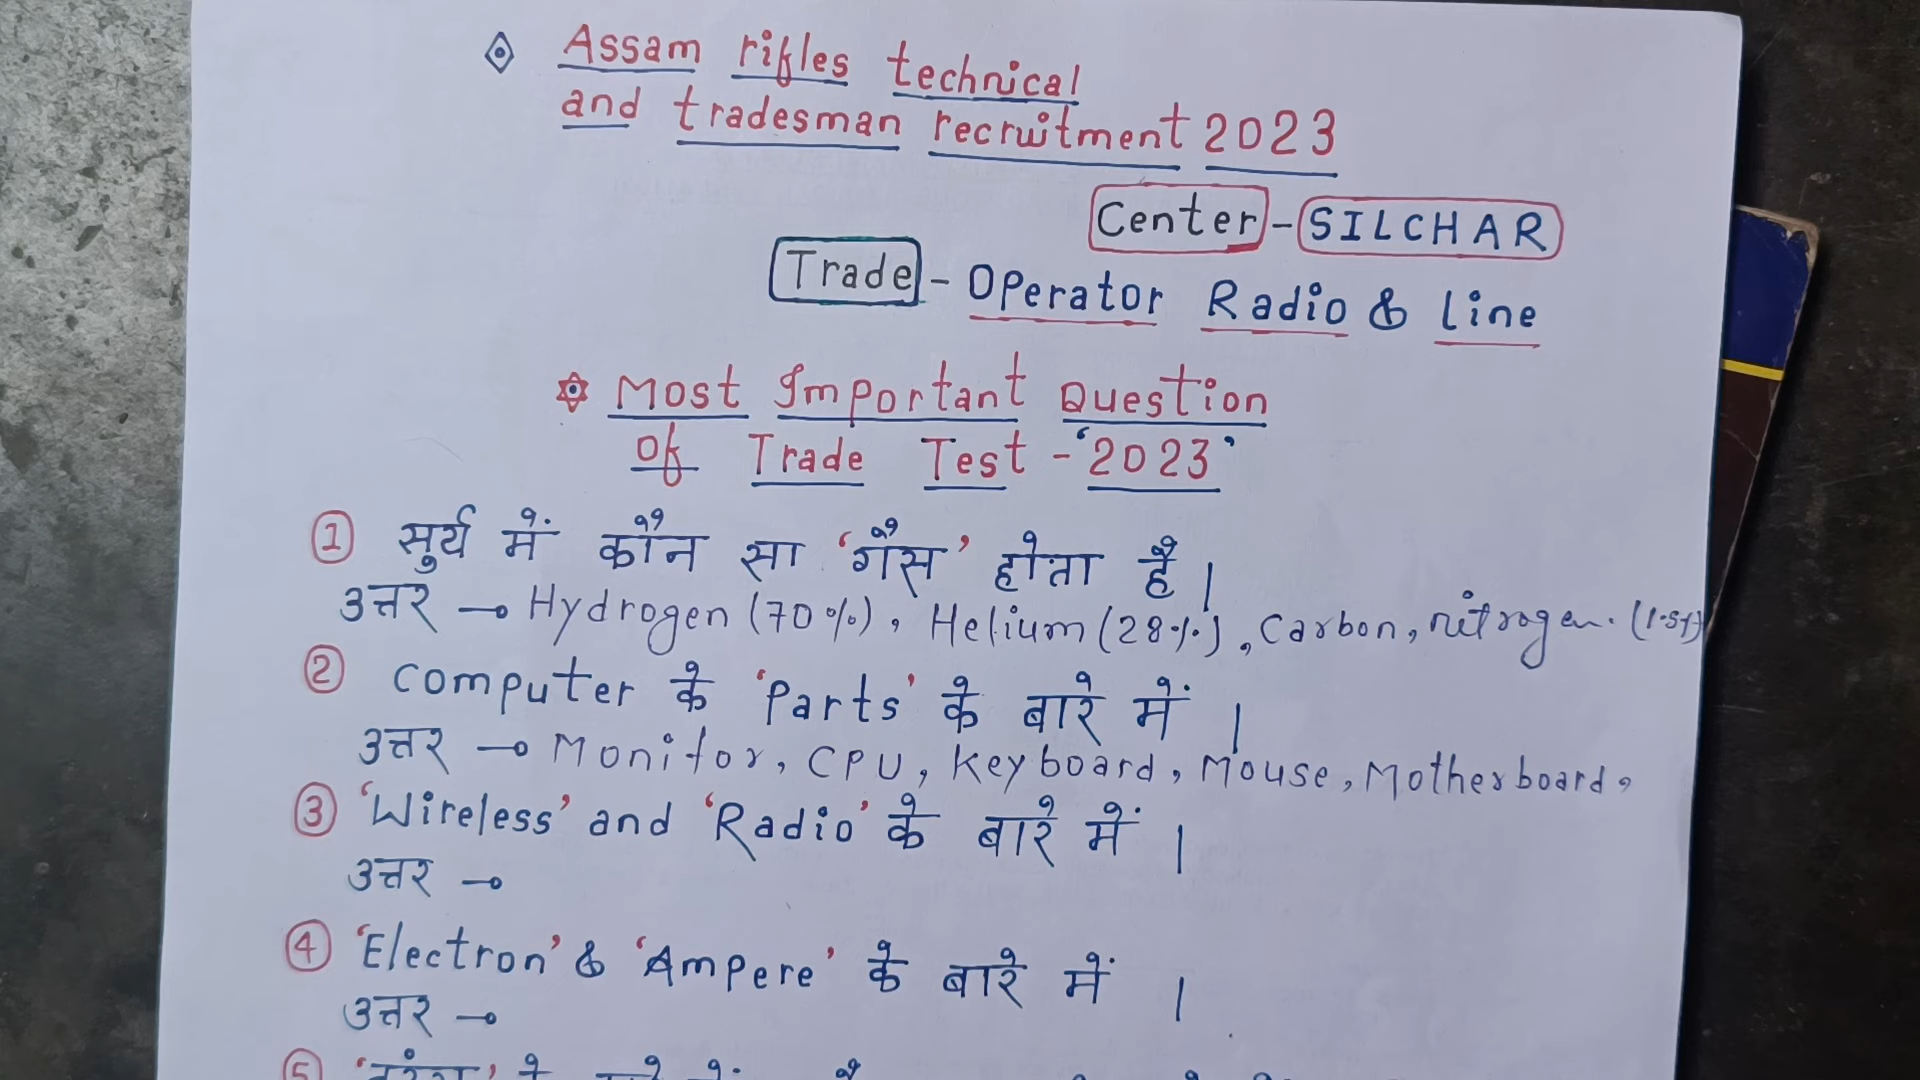 Assam rifles technical
and tradesman recruitment 2023
Center - SILCHAR
Trade - Operator Radio & line
Most Important Question
of Trade Test - '2023'
① सुर्य में कौन सा 'गैस' होता है |
उत्तर → Hydrogen (70%), Helium (28%), Carbon, nitrogen.
② Computer के 'Parts' के बारे में |
उत्तर → Monitor, CPU, Keyboard, Mouse, Motherboard,
③ 'Wireless' and 'Radio' के बारे में |
उत्तर →
④ 'Electron' & 'Ampere' के बारे में |
उत्तर →
⑤